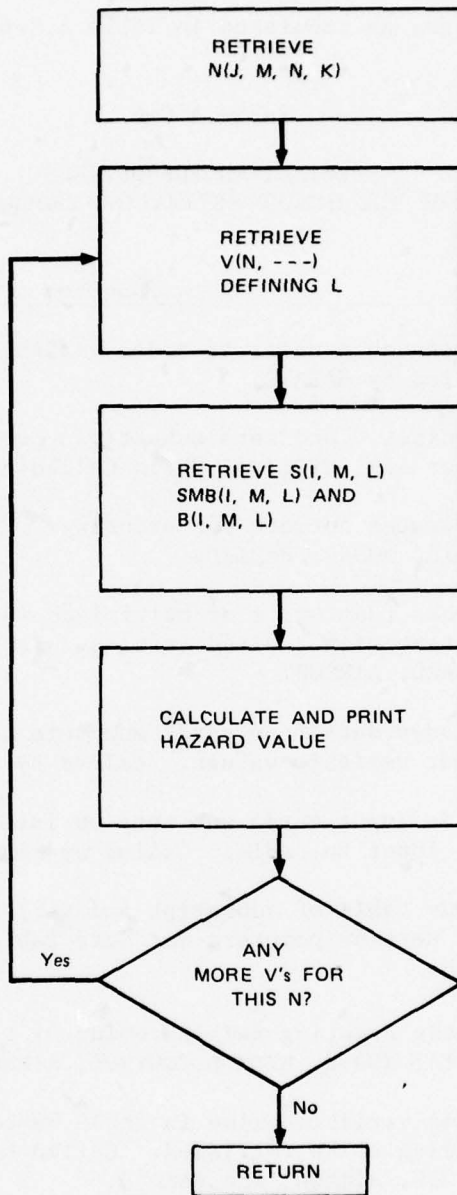 RETRIEVE
N(J, M, N, K)
RETRIEVE
V(N, ---)
DEFINING L
RETRIEVE S(I, M, L)
SMB(I, M, L) AND
B(I, M, L)
CALCULATE AND PRINT
HAZARD VALUE
ANY
MORE V's FOR
THIS N?
Yes
No
RETURN